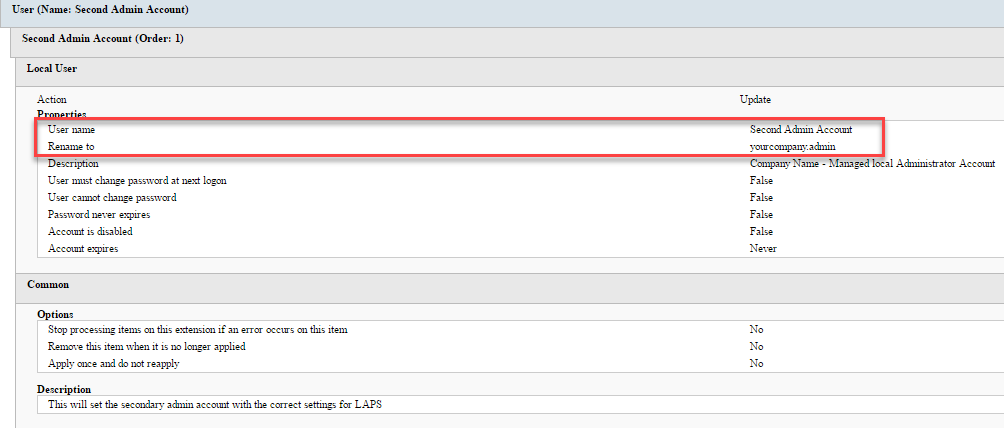 User (Name: Second Admin Account)
Second Admin Account (Order: 1)
Local User
Action Update
Properties
User name Second Admin Account
Rename to yourcompany.admin
Description Company Name - Managed local Administrator Account
User must change password at next logon False
User cannot change password False
Password never expires False
Account is disabled False
Account expires Never
Common
Options
Stop processing items on this extension if an error occurs on this item No
Remove this item when it is no longer applied No
Apply once and do not reapply No
Description
This will set the secondary admin account with the correct settings for LAPS